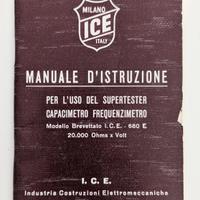 MILANO
ICE
ITALY
MANUALE D'ISTRUZIONE
PER L'USO DEL SUPERTESTER
CAPACIMETRO FREQUENZIMETRO
Modello Brevettato I.C.E. - 680 E
20.000 Ohms x Volt
I. C. E.
Industria Costruzioni Elettromeccaniche